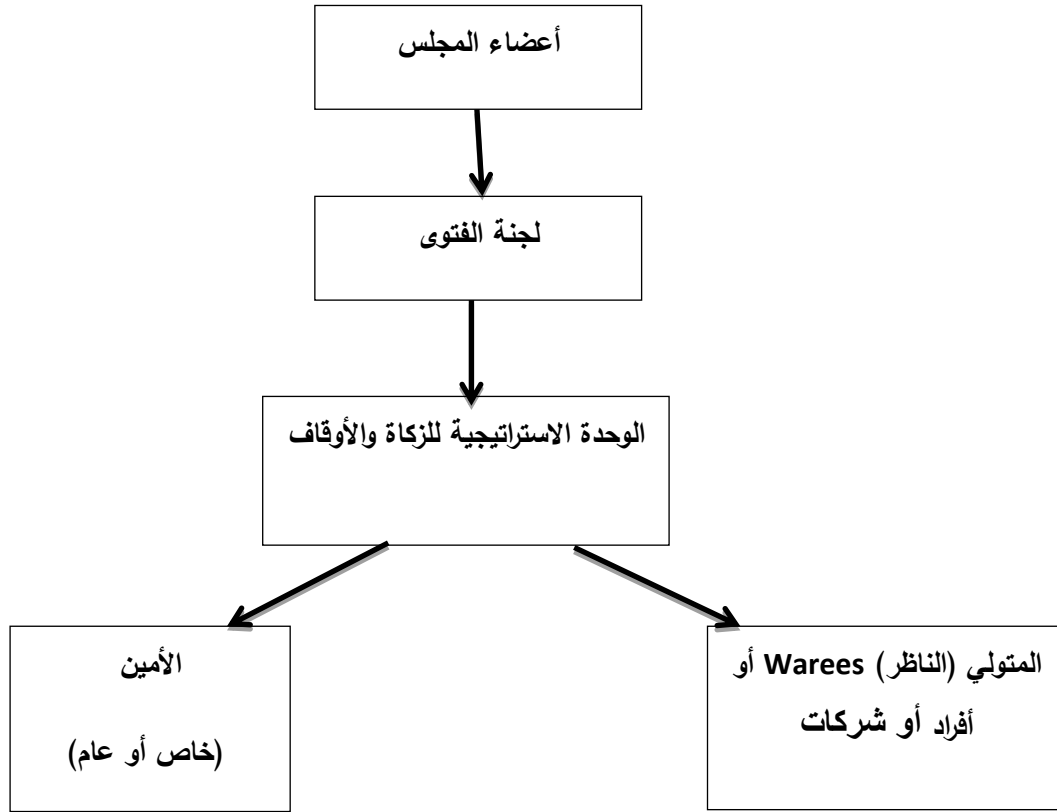 أعضاء المجلس
لجنة الفتوى
الوحدة الاستراتيجية للزكاة والأوقاف
المتولي (الناظر) Warees أو
أفراد أو شركات
الأمين
(خاص أو عام)